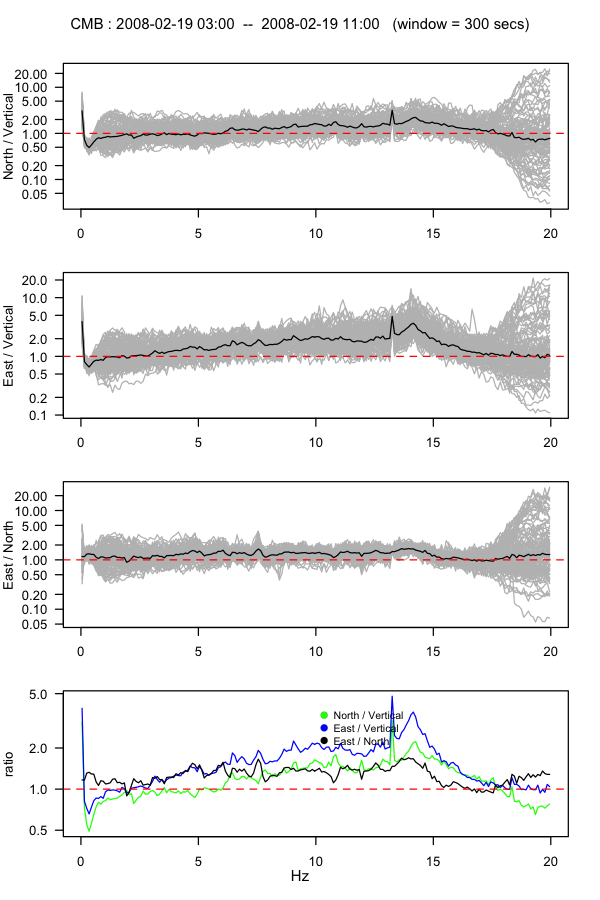 CMB : 2008-02-19 03:00 -- 2008-02-19 11:00 (window = 300 secs)
North / Vertical
20.00
10.00
5.00
2.00
1.00
0.50
0.20
0.10
0.05
0 5 10 15 20
East / Vertical
20.0
10.0
5.0
2.0
1.0
0.5
0.2
0.1
0 5 10 15 20
East / North
20.00
10.00
5.00
2.00
1.00
0.50
0.20
0.10
0.05
0 5 10 15 20
ratio
5.0
2.0
1.0
0.5
North / Vertical
East / Vertical
East / North
0 5 10 15 20
Hz